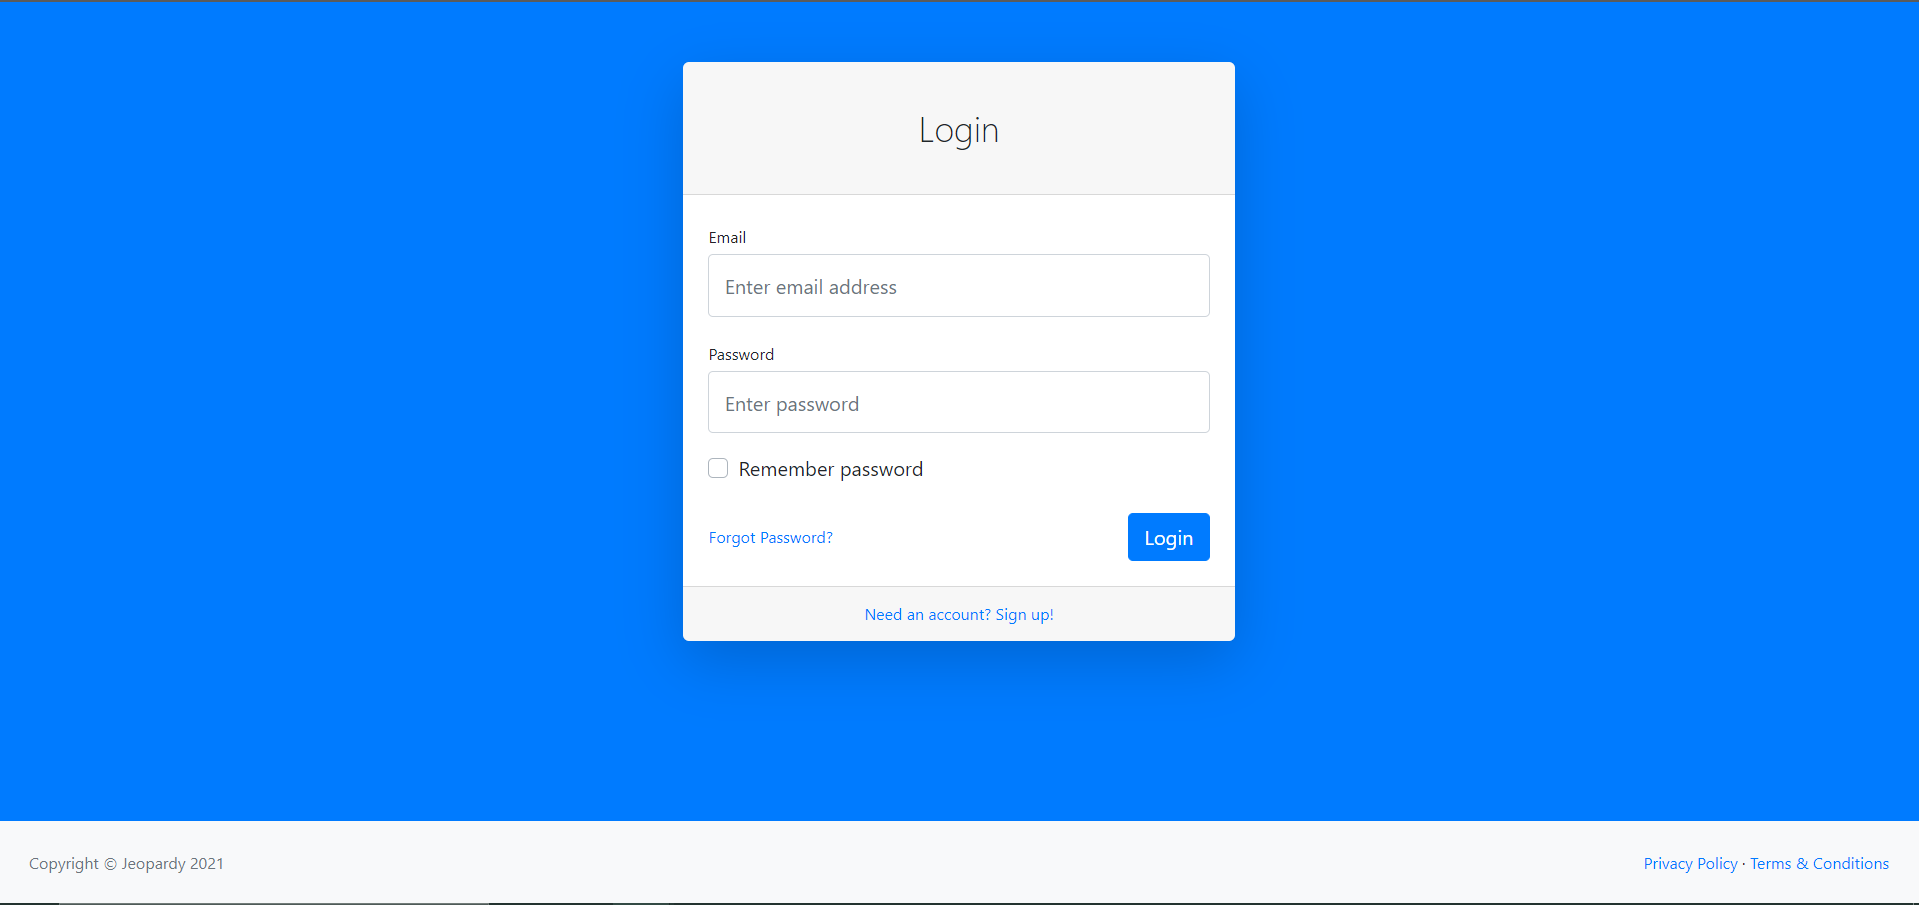 Login
Email
Enter email address
Password
Enter password
Remember password
Forgot Password? Login
Need an account? Sign up!
Copyright © Jeopardy 2021 Privacy Policy · Terms & Conditions